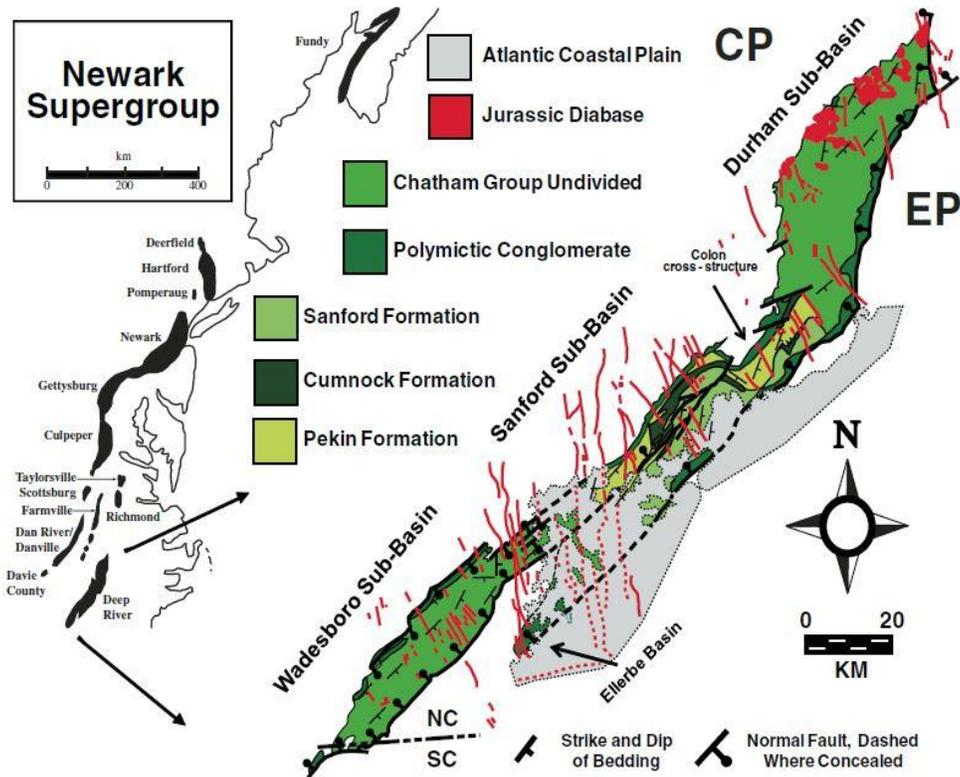 Newark
Supergroup
km
0 200 400
Fundy
Deerfield
Hartford
Pomperaug
Newark
Gettysburg
Culpeper
Taylorsville
Scottsburg
Farmville
Richmond
Dan River/
Danville
Davie
County
Deep
River
Atlantic Coastal Plain
Jurassic Diabase
Chatham Group Undivided
Polymictic Conglomerate
Sanford Formation
Cumnock Formation
Pekin Formation
CP
Durham Sub-Basin
EP
Colon
cross-structure
Sanford Sub-Basin
Wadesboro Sub-Basin
Ellerbe Basin
N
0 20
KM
NC
SC
Strike and Dip
of Bedding
Normal Fault, Dashed
Where Concealed